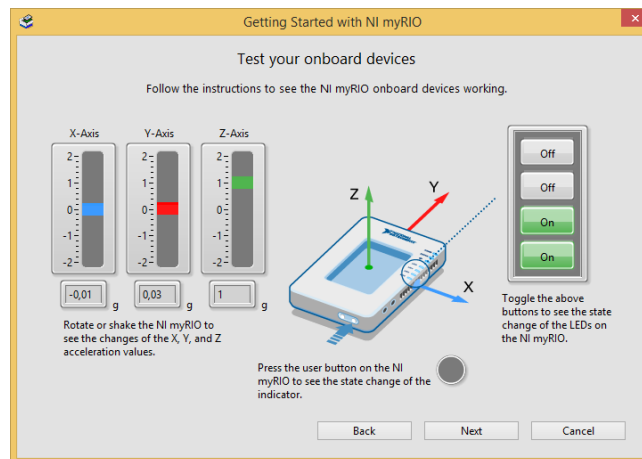 Getting Started with NI myRIO
Test your onboard devices
Follow the instructions to see the NI myRIO onboard devices working.
X-Axis
2
1
0
-1
-2
-0,01 g
Y-Axis
2
1
0
-1
-2
0,03 g
Z-Axis
2
1
0
-1
-2
1 g
Rotate or shake the NI myRIO to
see the changes of the X, Y, and Z
acceleration values.
Z
Y
X
Press the user button on the NI
myRIO to see the state change of the
indicator.
Off
Off
On
On
Toggle the above
buttons to see the state
change of the LEDs on
the NI myRIO.
Back
Next
Cancel